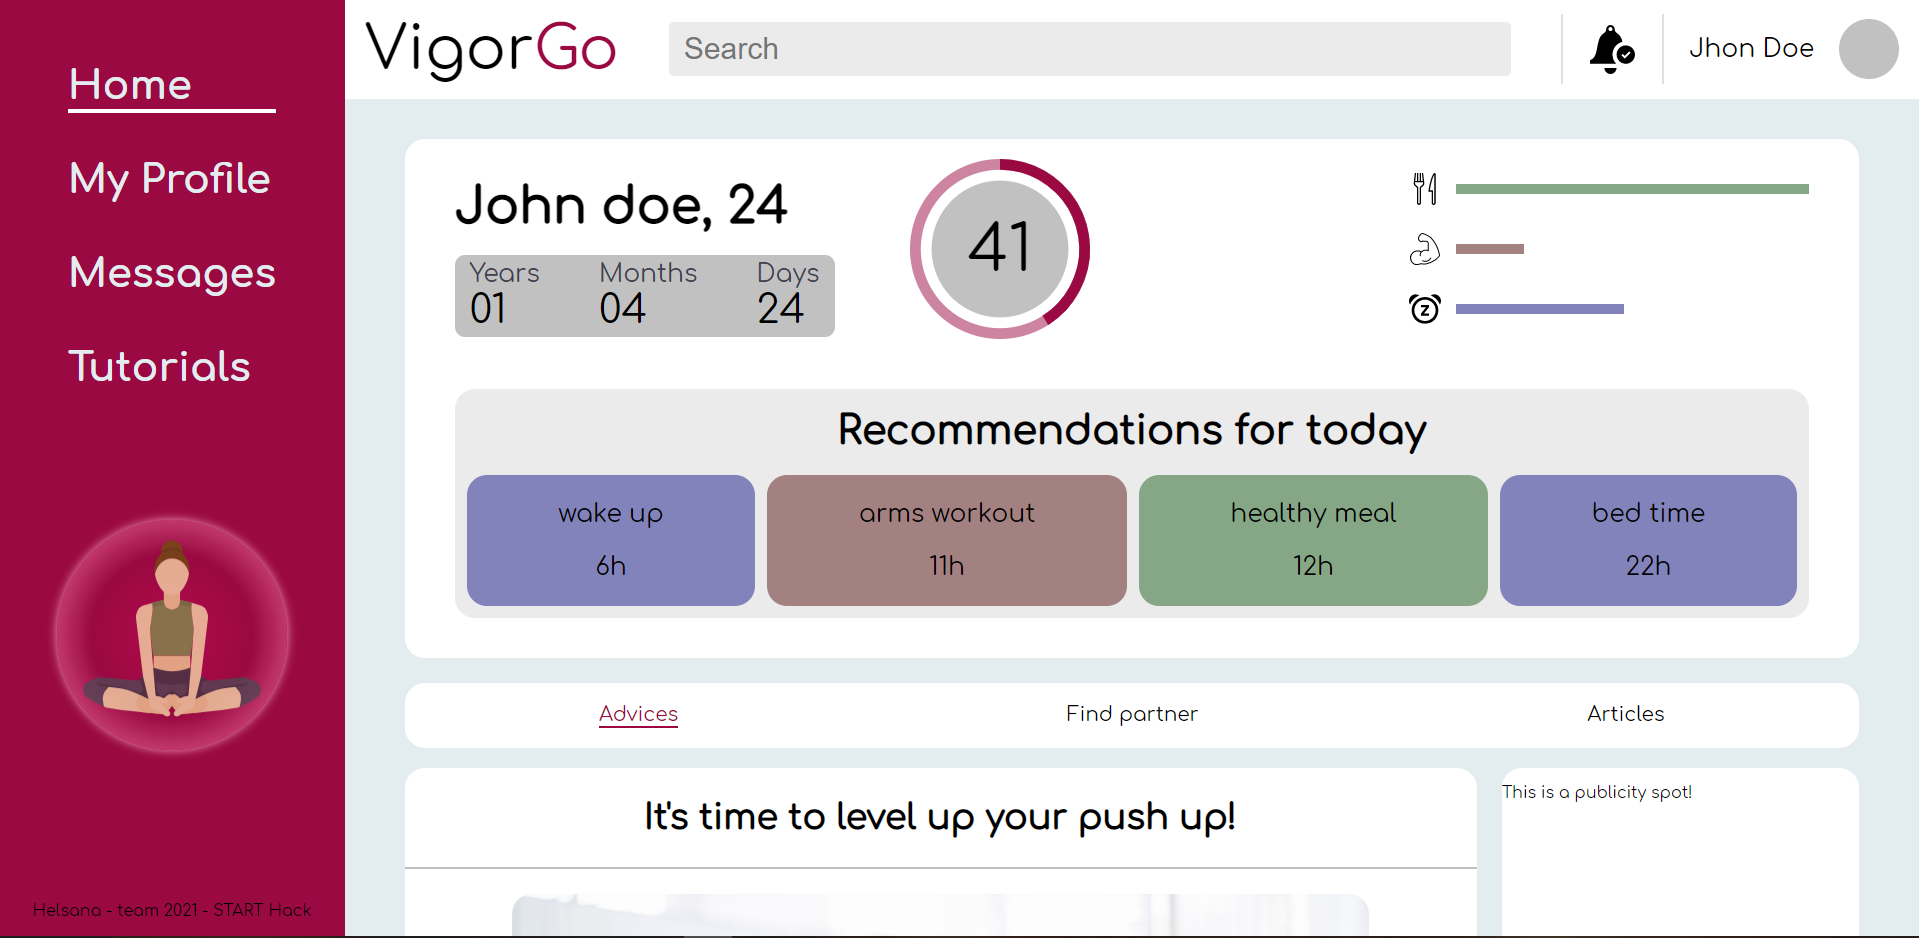 Home
My Profile
Messages
Tutorials
Helsana - team 2021 - START Hack
VigorGo
Search
Jhon Doe
John doe, 24
Years Months Days
01 04 24
41
z
Recommendations for today
wake up
6h
arms workout
11h
healthy meal
12h
bed time
22h
Advices
Find partner
Articles
It's time to level up your push up!
This is a publicity spot!